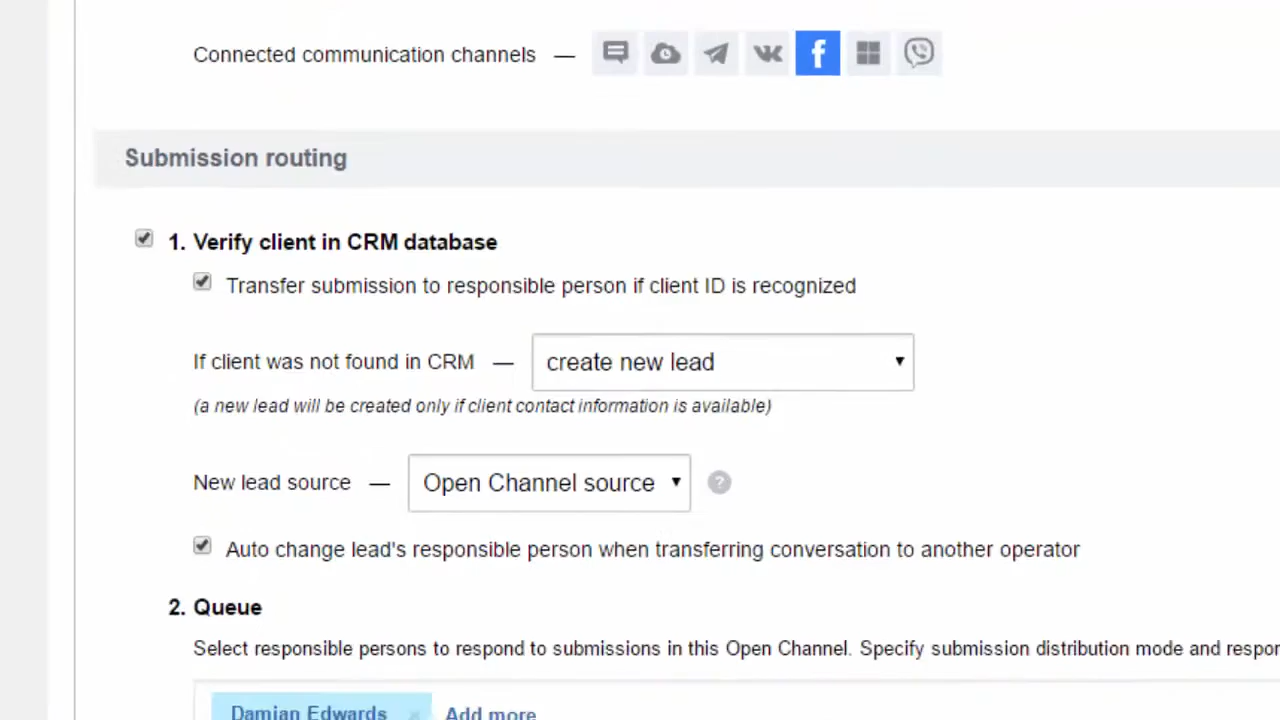 Connected communication channels —
Submission routing
1. Verify client in CRM database
Transfer submission to responsible person if client ID is recognized
If client was not found in CRM — create new lead
(a new lead will be created only if client contact information is available)
New lead source — Open Channel source ?
Auto change lead's responsible person when transferring conversation to another operator
2. Queue
Select responsible persons to respond to submissions in this Open Channel. Specify submission distribution mode and
Damian Edwards × Add more